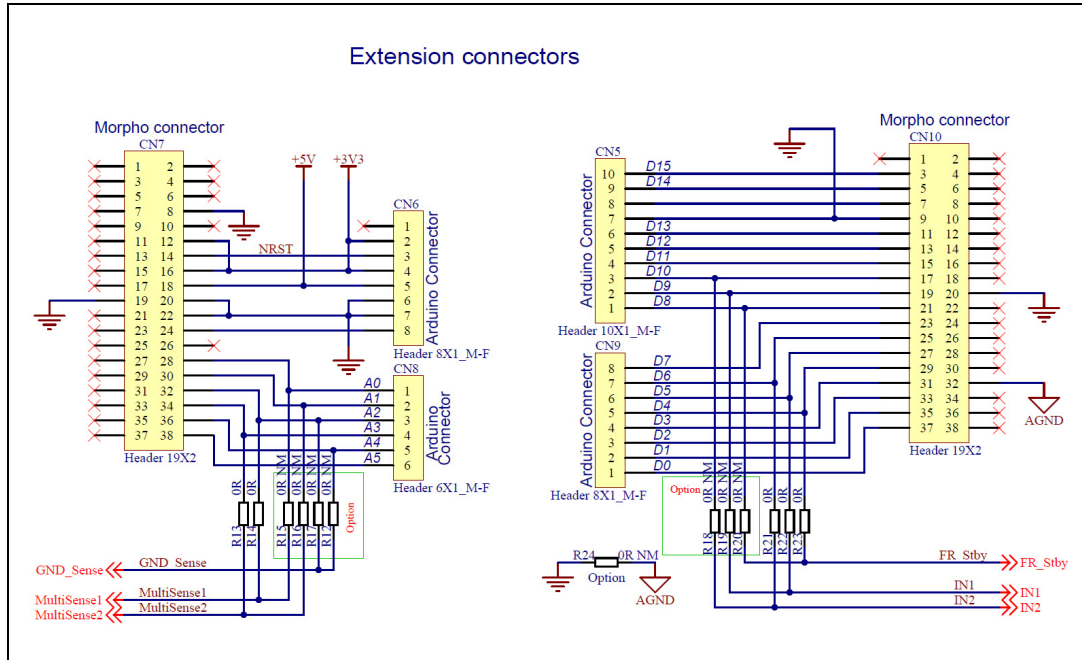 Extension connectors
Morpho connector
CN7
1 2
3 4
5 6
7 8
9 10
11 12
13 14
15 16
17 18
19 20
21 22
23 24
25 26
27 28
29 30
31 32
33 34
35 36
37 38
Header 19X2
+5V
+3V3
NRST
CN6
1
2
3
4
5
6
7
8
Arduino Connector
Header 8X1_M-F
CN8
A0
A1
A2
A3
A4
A5
1
2
3
4
5
6
Arduino
Connector
Header 6X1_M-F
R13 0R
R14 0R
R15 0R NM
R16 0R NM
R17 0R NM
R12 0R NM
Option
GND_Sense
GND_Sense
MultiSense1
MultiSense1
MultiSense2
MultiSense2
CN5
Arduino Connector
10
9
8
7
6
5
4
3
2
1
D15
D14
D13
D12
D11
D10
D9
D8
Header 10X1_M-F
CN9
Arduino Connector
8
7
6
5
4
3
2
1
D7
D6
D5
D4
D3
D2
D1
D0
Header 8X1_M-F
Morpho connector
CN10
1 2
3 4
5 6
7 8
9 10
11 12
13 14
15 16
17 18
19 20
21 22
23 24
25 26
27 28
29 30
31 32
33 34
35 36
37 38
Header 19X2
AGND
Option
R18 0R NM
R19 0R NM
R20 0R NM
R21 0R
R22 0R
R23 0R
R24 0R NM
Option
AGND
FR_Stby
FR_Stby
IN1
IN1
IN2
IN2